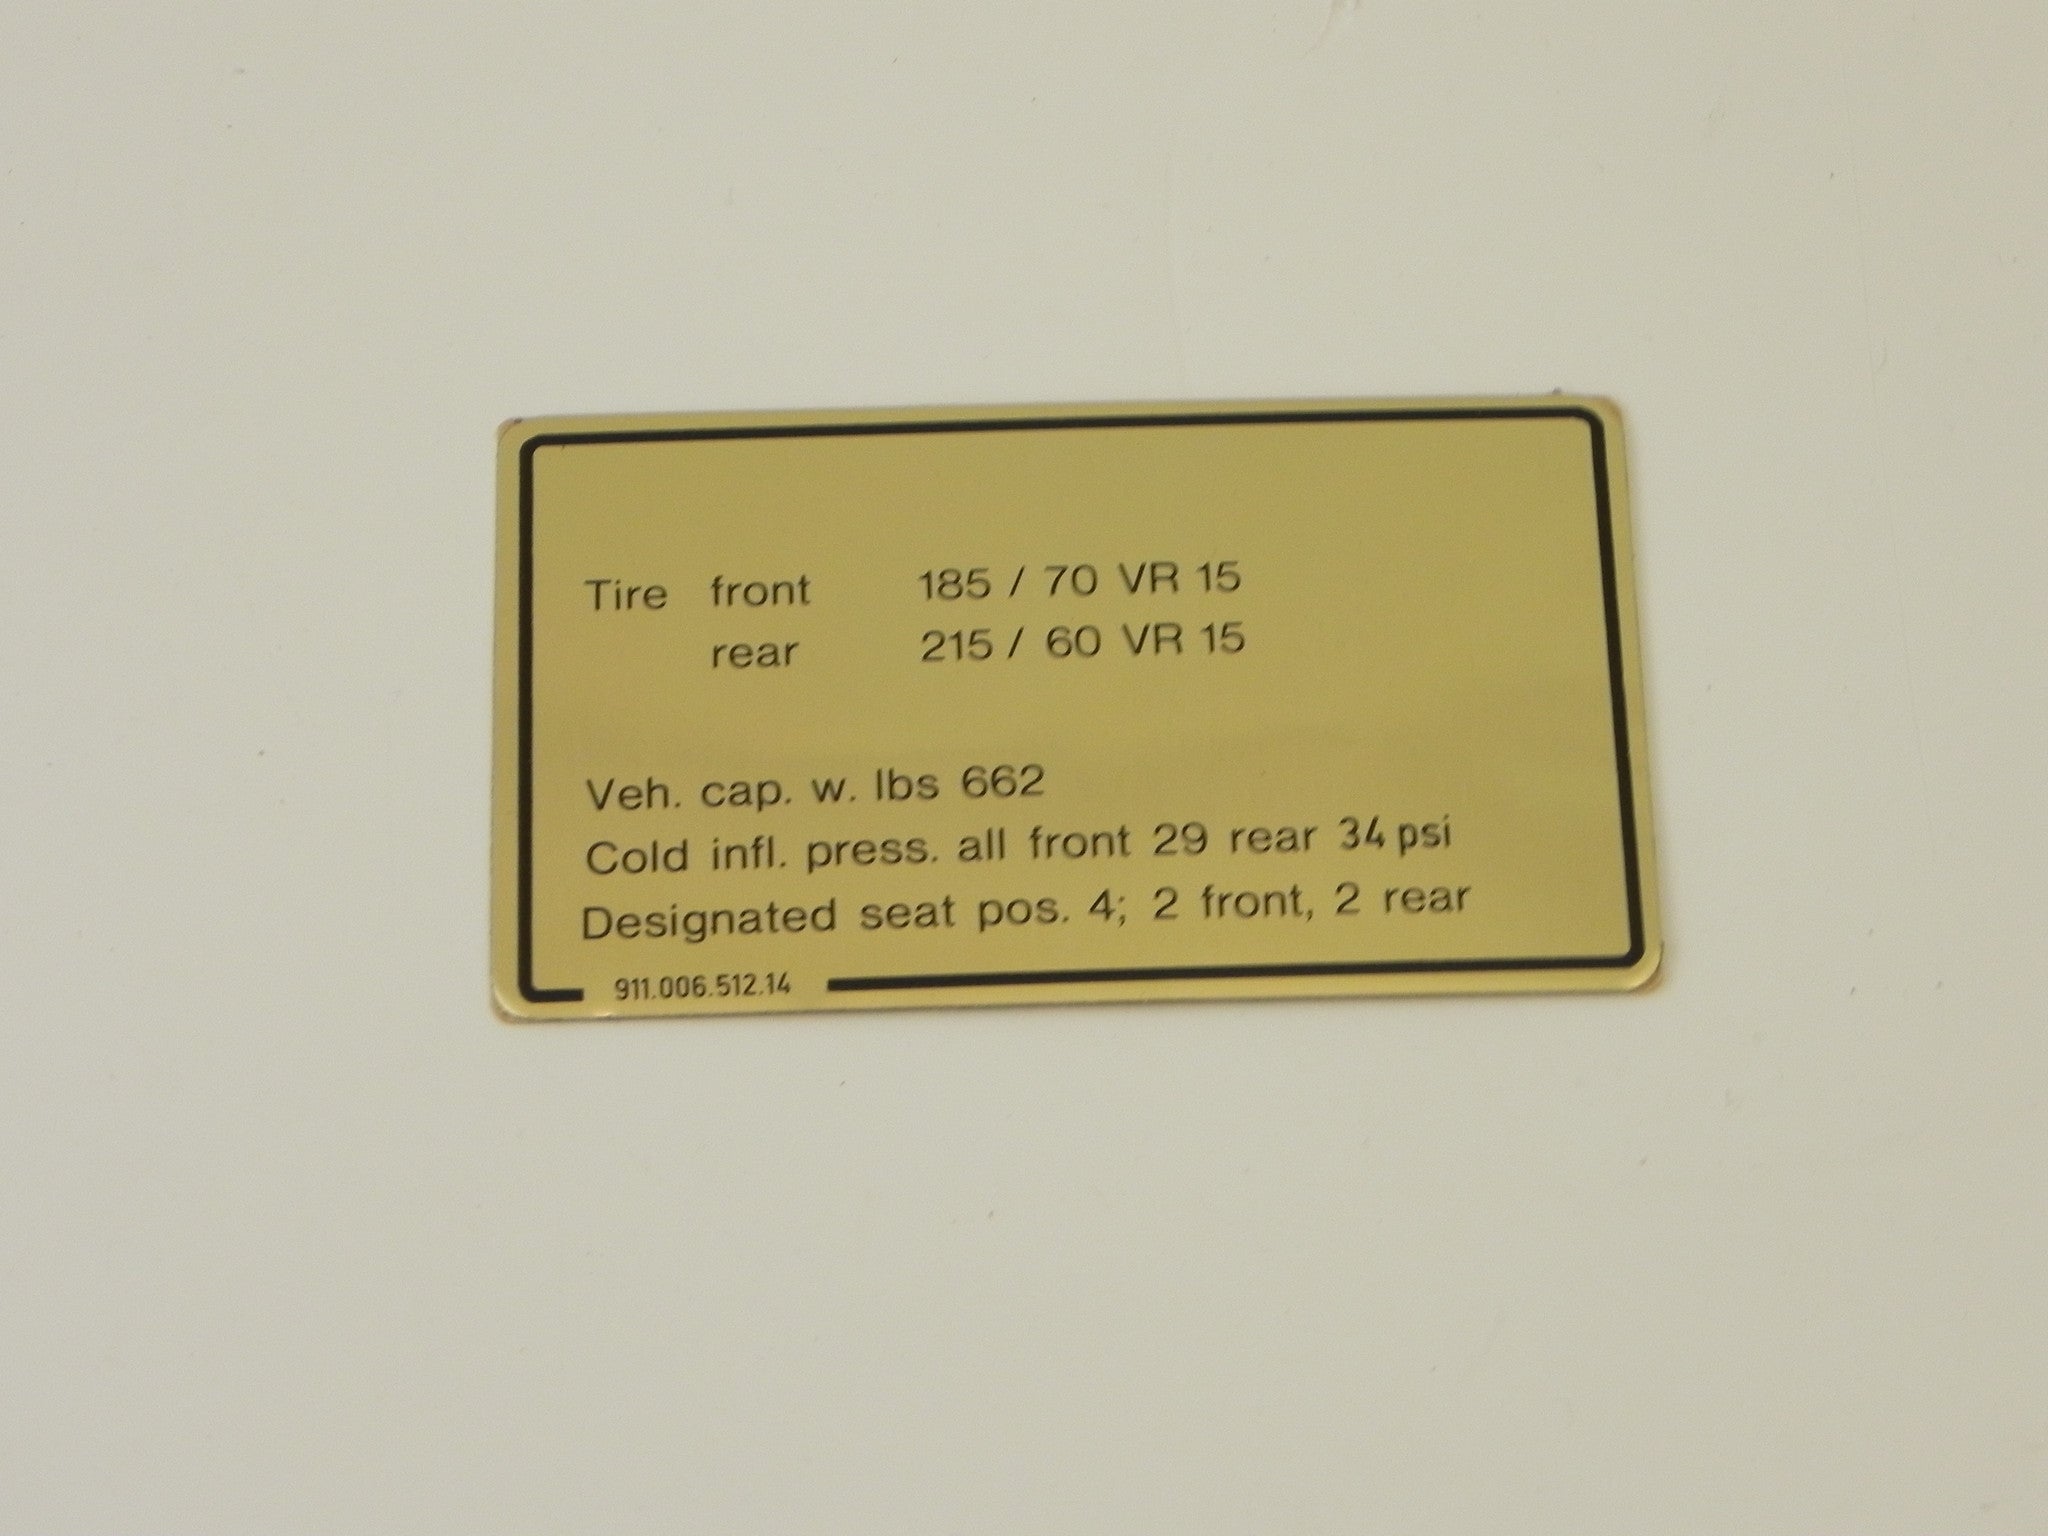 Tire front 185 / 70 VR 15
rear 215 / 60 VR 15
Veh. cap. w. lbs 662
Cold infl. press. all front 29 rear 34 psi
Designated seat pos. 4; 2 front, 2 rear
911.006.512.14